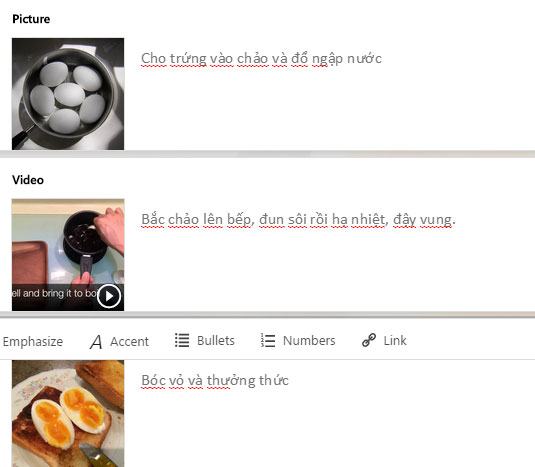 Picture
Cho trứng vào chảo và đổ ngập nước
Video
Bắc chảo lên bếp, đun sôi rồi hạ nhiệt, đậy vung.
ell and bring it to bo
Emphasize
A Accent
Bullets
Numbers
Link
Bóc vỏ và thưởng thức